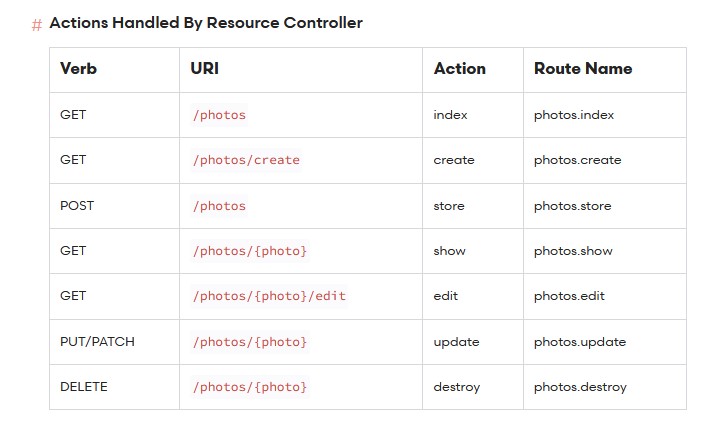 # Actions Handled By Resource Controller
Verb URI Action Route Name
GET /photos index photos.index
GET /photos/create create photos.create
POST /photos store photos.store
GET /photos/{photo} show photos.show
GET /photos/{photo}/edit edit photos.edit
PUT/PATCH /photos/{photo} update photos.update
DELETE /photos/{photo} destroy photos.destroy